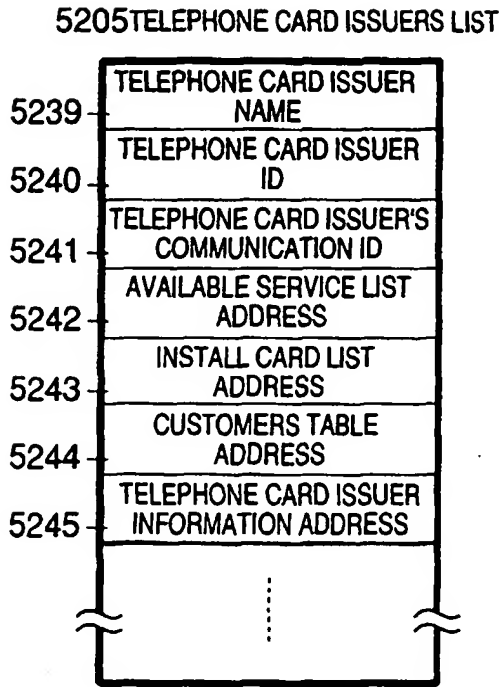 5205TELEPHONE CARD ISSUERS LIST
TELEPHONE CARD ISSUER
NAME
5239
TELEPHONE CARD ISSUER
ID
5240
TELEPHONE CARD ISSUER'S
COMMUNICATION ID
5241
AVAILABLE SERVICE LIST
ADDRESS
5242
INSTALL CARD LIST
ADDRESS
5243
CUSTOMERS TABLE
ADDRESS
5244
TELEPHONE CARD ISSUER
INFORMATION ADDRESS
5245